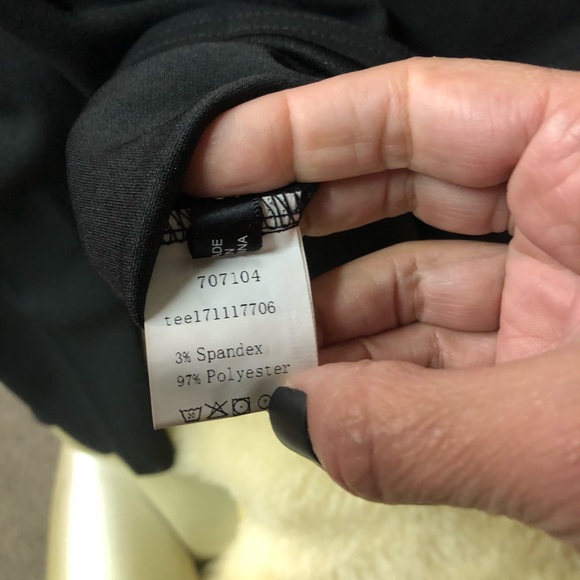 707104
tee171117706
3% Spandex
97% Polyester